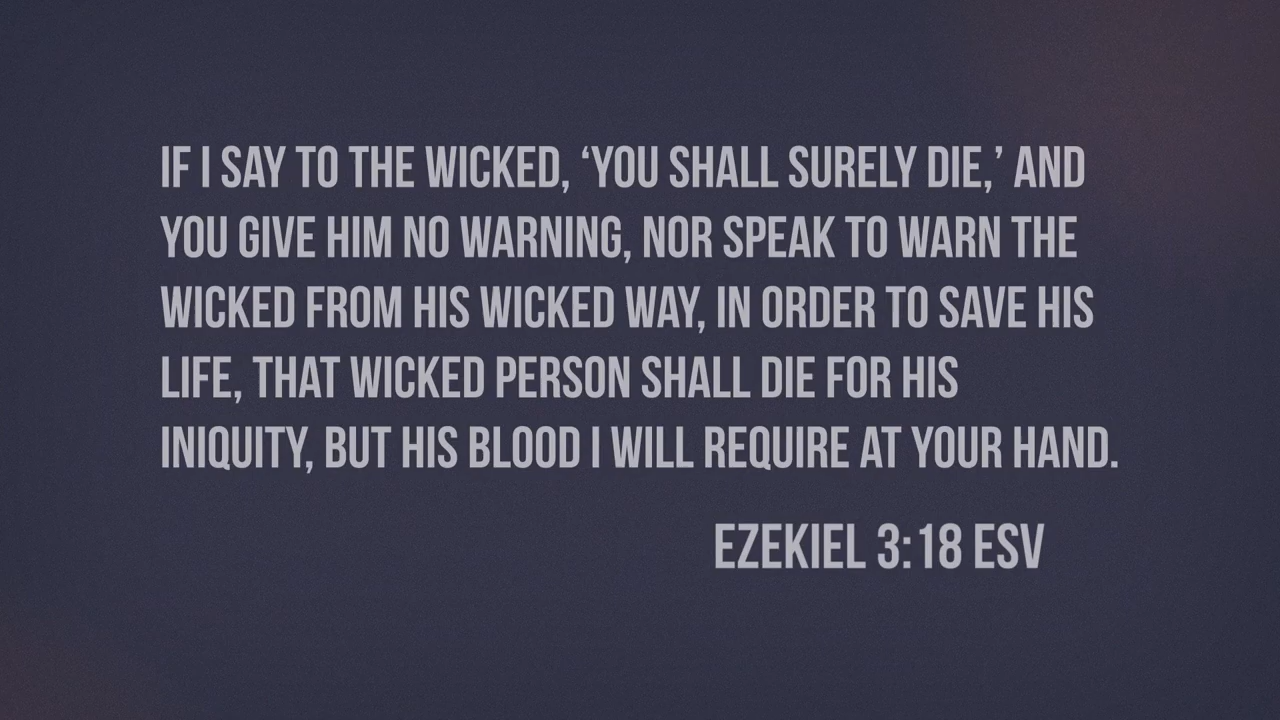 IF I SAY TO THE WICKED, ‘YOU SHALL SURELY DIE,’ AND
YOU GIVE HIM NO WARNING, NOR SPEAK TO WARN THE
WICKED FROM HIS WICKED WAY, IN ORDER TO SAVE HIS
LIFE, THAT WICKED PERSON SHALL DIE FOR HIS
INIQUITY, BUT HIS BLOOD I WILL REQUIRE AT YOUR HAND.
EZEKIEL 3:18 ESV